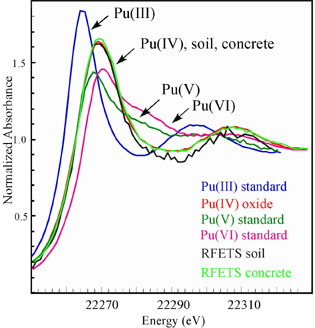 Pu(III)
Pu(IV), soil, concrete
Pu(V)
Pu(VI)
Normalized Absorbance
1.5
1.0
0.5
Pu(III) standard
Pu(IV) oxide
Pu(V) standard
Pu(VI) standard
RFETS soil
RFETS concrete
22270 22290 22310
Energy (eV)